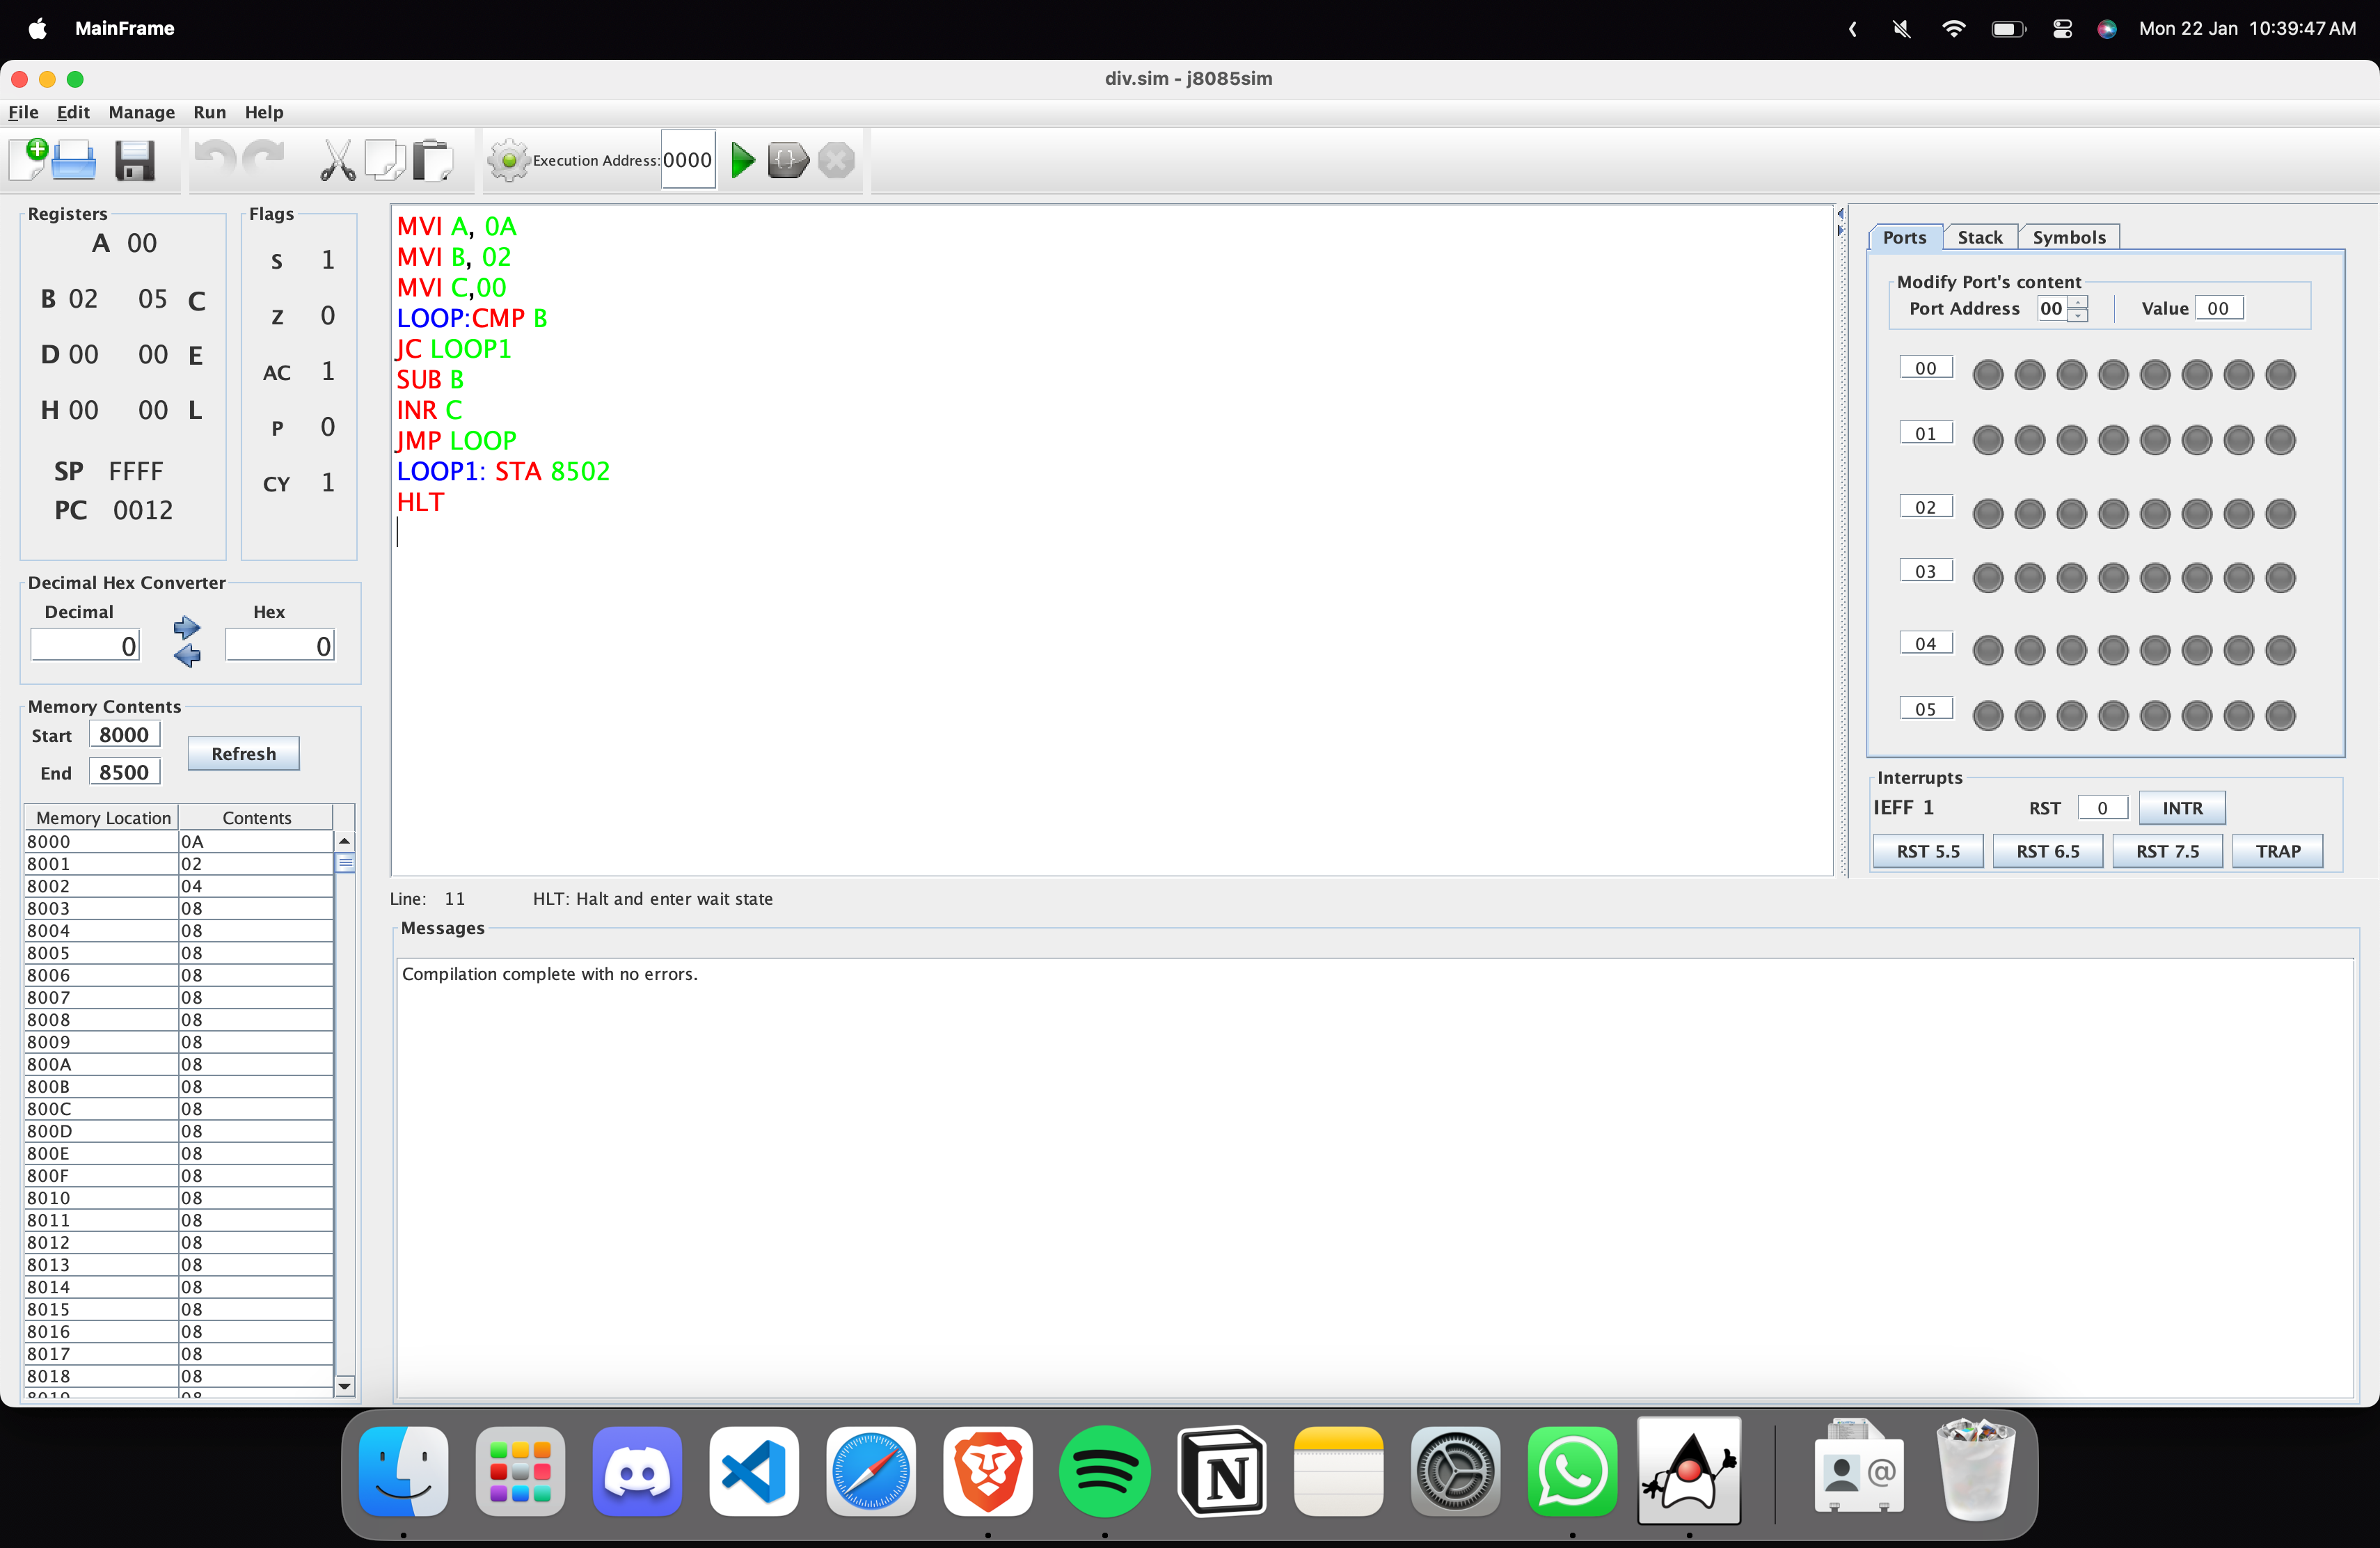 MainFrame
Mon 22 Jan 10:39:47 AM
div.sim - j8085sim
File Edit Manage Run Help
Execution Address: 0000
Registers
A 00
B 02 05 C
D 00 00 E
H 00 00 L
SP FFFF
PC 0012
Flags
S 1
Z 0
AC 1
P 0
CY 1
Decimal Hex Converter
Decimal Hex
0 0
Memory Contents
Start 8000
Refresh
End 8500
Memory Location Contents
8000 0A
8001 02
8002 04
8003 08
8004 08
8005 08
8006 08
8007 08
8008 08
8009 08
800A 08
800B 08
800C 08
800D 08
800E 08
800F 08
8010 08
8011 08
8012 08
8013 08
8014 08
8015 08
8016 08
8017 08
8018 08
8019 08
MVI A, 0A
MVI B, 02
MVI C,00
LOOP:CMP B
JC LOOP1
SUB B
INR C
JMP LOOP
LOOP1: STA 8502
HLT
Line: 11 HLT: Halt and enter wait state
Messages
Compilation complete with no errors.
Ports Stack Symbols
Modify Port's content
Port Address 00 Value 00
00
01
02
03
04
05
Interrupts
IEFF 1 RST 0 INTR
RST 5.5 RST 6.5 RST 7.5 TRAP